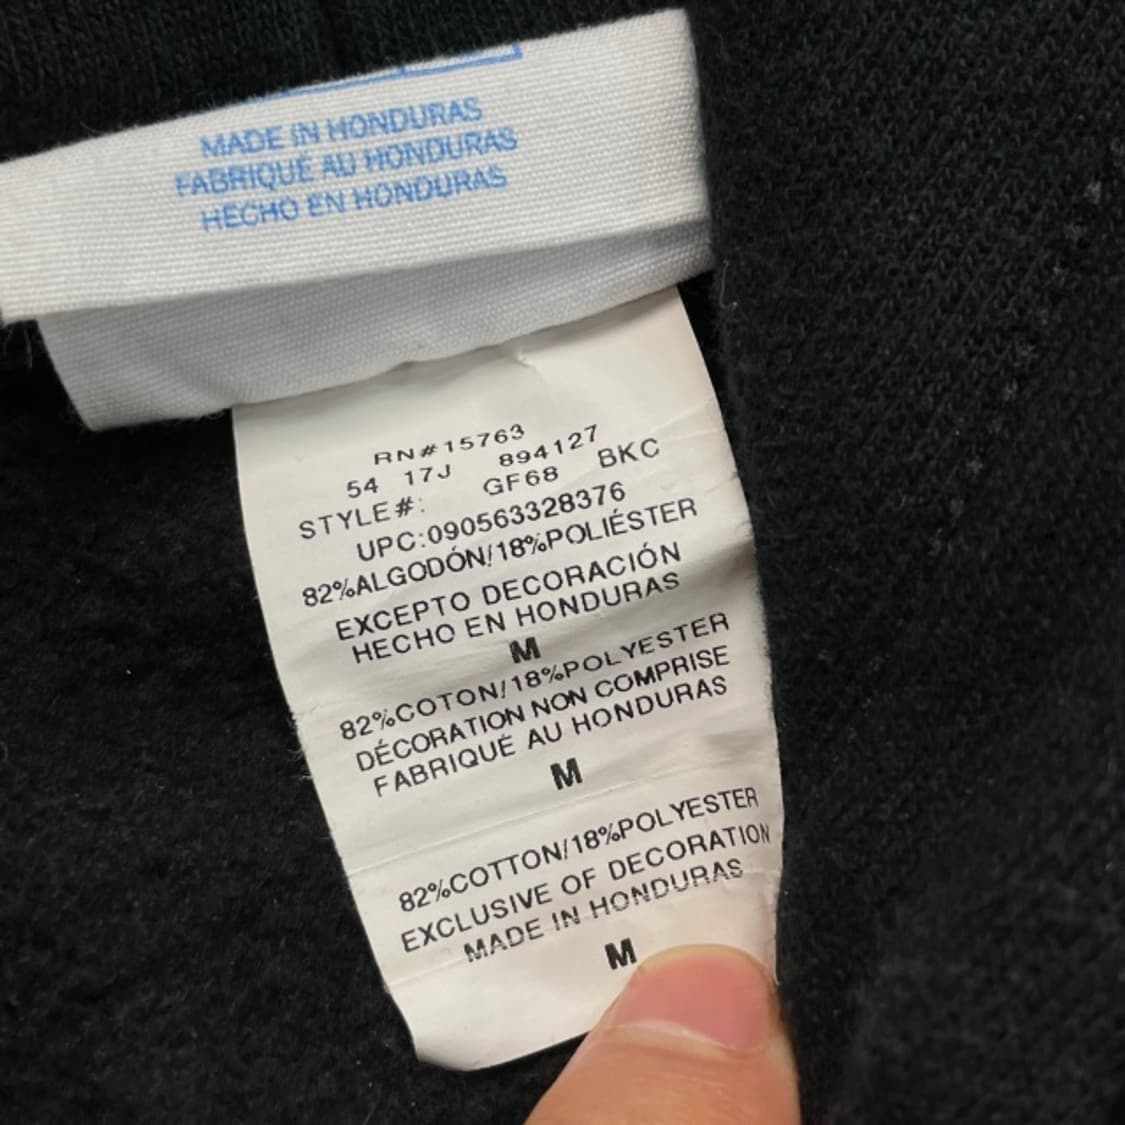 MADE IN HONDURAS
FABRIQUÉ AU HONDURAS
HECHO EN HONDURAS
RN#15763
54 17J 894127
STYLE#: GF68 BKC
UPC:090563328376
82%ALGODÓN/18%POLIÉSTER
EXCEPTO DECORACIÓN
HECHO EN HONDURAS
M
82%COTON/18%POLYESTER
DÉCORATION NON COMPRISE
FABRIQUÉ AU HONDURAS
M
82%COTTON/18%POLYESTER
EXCLUSIVE OF DECORATION
MADE IN HONDURAS
M